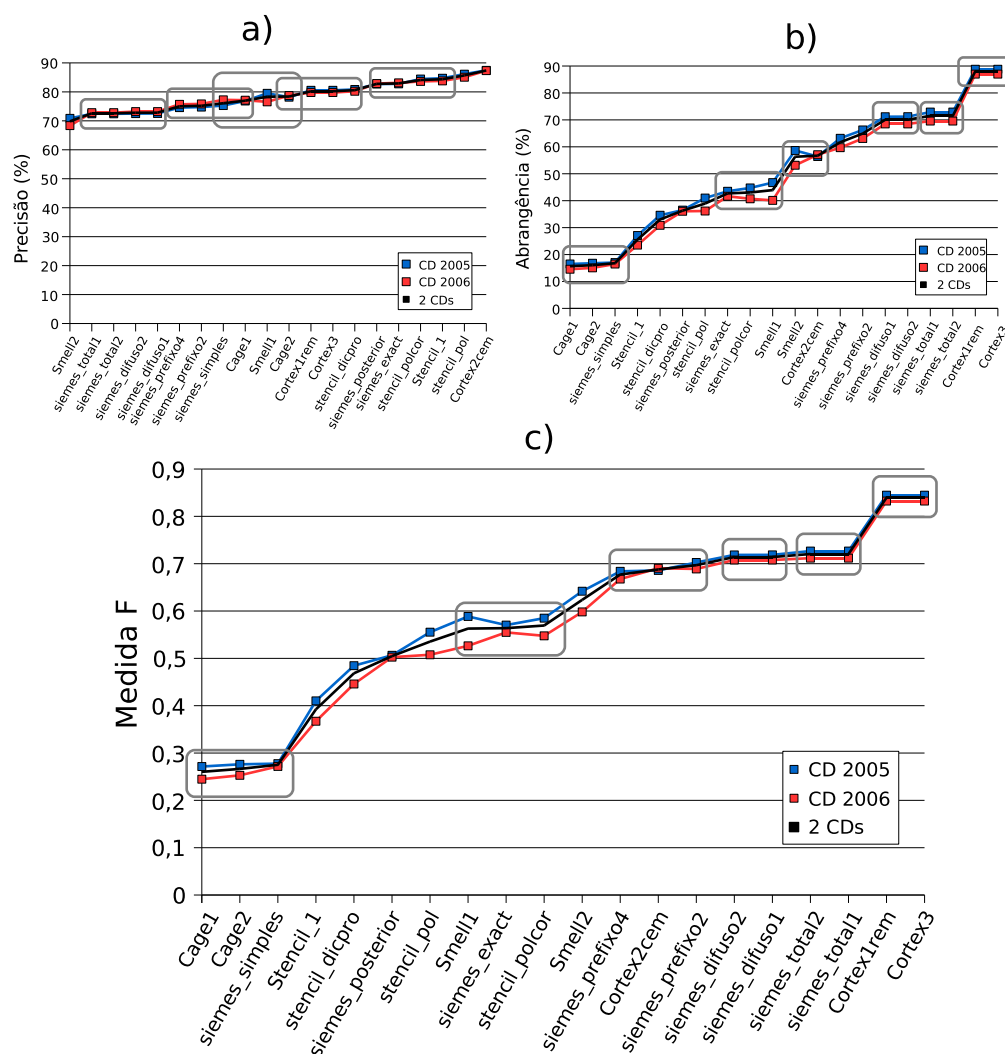 a)
Precisão (%)
90
80
70
60
50
40
30
20
10
0
CD 2005
CD 2006
2 CDs
Smell2
siemes_total1
siemes_total2
siemes_difuso2
siemes_difuso1
siemes_prefixo4
siemes_prefixo2
siemes_simples
Cage1
Smell1
Cage2
Cortex1rem
Cortex3
stencil_dicpro
siemes_posterior
siemes_exact
stencil_polcor
Stencil_1
stencil_pol
Cortex2cem
b)
Abrangência (%)
90
80
70
60
50
40
30
20
10
0
CD 2005
CD 2006
2 CDs
Cage1
Cage2
siemes_simples
Stencil_1
stencil_dicpro
siemes_posterior
stencil_pol
siemes_exact
stencil_polcor
Smell1
Smell2
Cortex2cem
siemes_prefixo4
siemes_prefixo2
siemes_difuso1
siemes_difuso2
siemes_total1
siemes_total2
Cortex1rem
Cortex3
c)
Medida F
0,9
0,8
0,7
0,6
0,5
0,4
0,3
0,2
0,1
0
CD 2005
CD 2006
2 CDs
Cage1
Cage2
siemes_simples
Stencil_1
stencil_dicpro
siemes_posterior
stencil_pol
Smell1
siemes_exact
stencil_polcor
Smell2
siemes_prefixo4
Cortex2cem
siemes_prefixo2
siemes_difuso2
siemes_difuso1
siemes_total2
siemes_total1
Cortex1rem
Cortex3